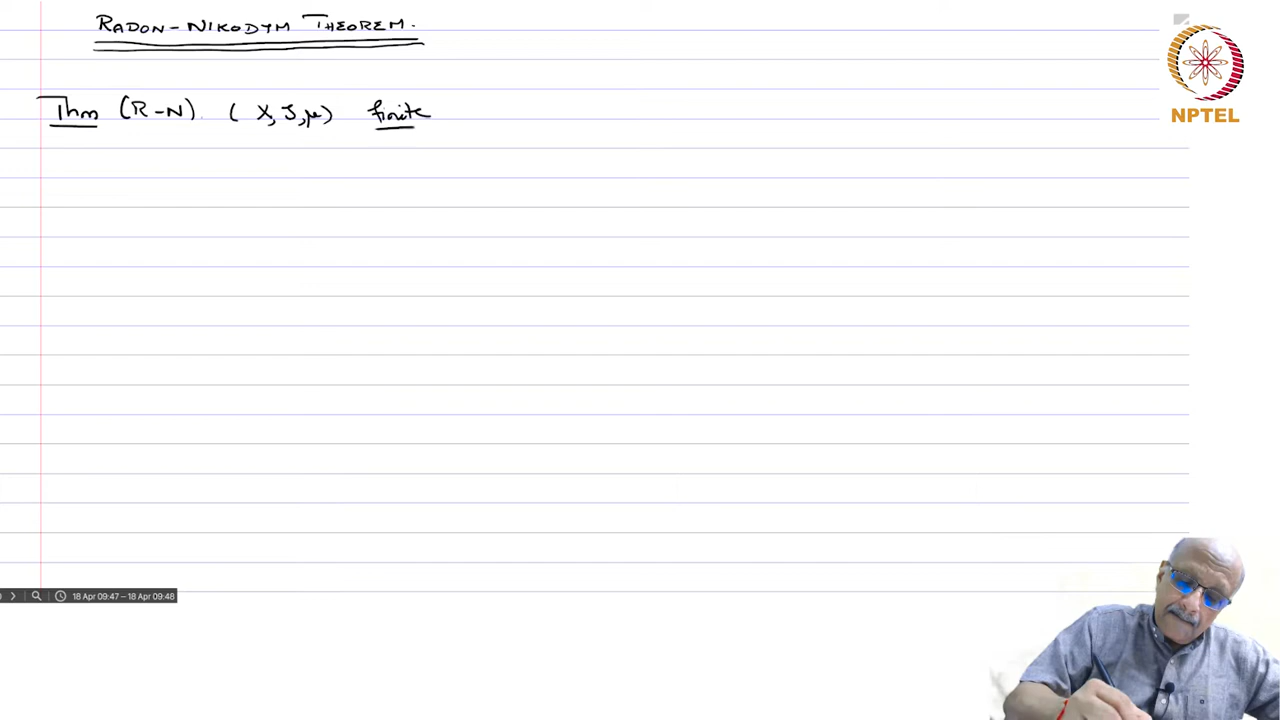 RADON-NIKODYM THEOREM.
NPTEL
Thm (R-N). (X, S, μ) finite
18 Apr 09:47 – 18 Apr 09:48